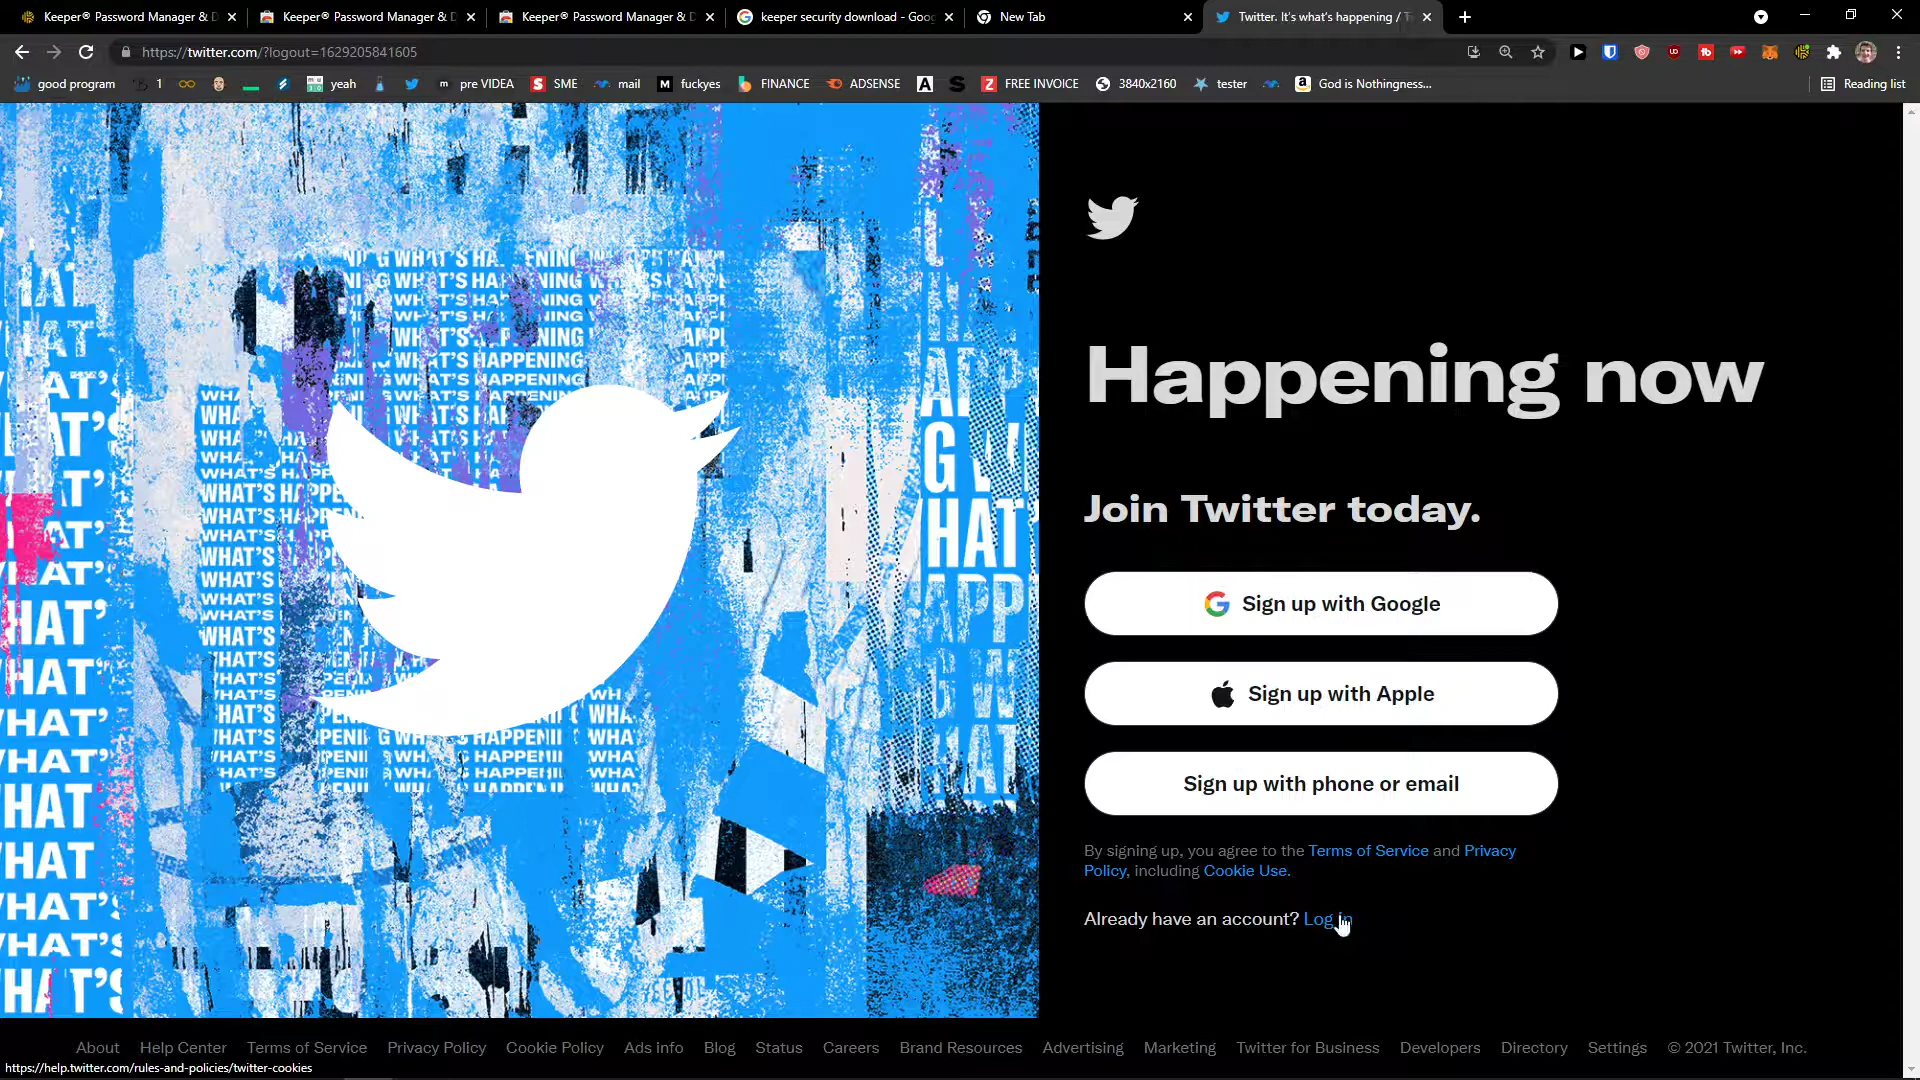 Keeper® Password Manager & D
Keeper® Password Manager & D
Keeper® Password Manager & D
keeper security download - Goog
New Tab
Twitter. It's what's happening /
https://twitter.com/?logout=1629205841605
good program
1
yeah
m
pre VIDEA
S
SME
mail
M
fuckyes
FINANCE
ADSENSE
A
S
Z
FREE INVOICE
3840x2160
tester
a
God is Nothingness...
Reading list
WHAT'S HAPPENING
Happening now
Join Twitter today.
Sign up with Google
Sign up with Apple
Sign up with phone or email
By signing up, you agree to the Terms of Service and Privacy
Policy, including Cookie Use.
Already have an account? Log in
About Help Center Terms of Service Privacy Policy Cookie Policy Ads info Blog Status Careers Brand Resources Advertising Marketing Twitter for Business Developers Directory Settings © 2021 Twitter, Inc.
https://help.twitter.com/rules-and-policies/twitter-cookies